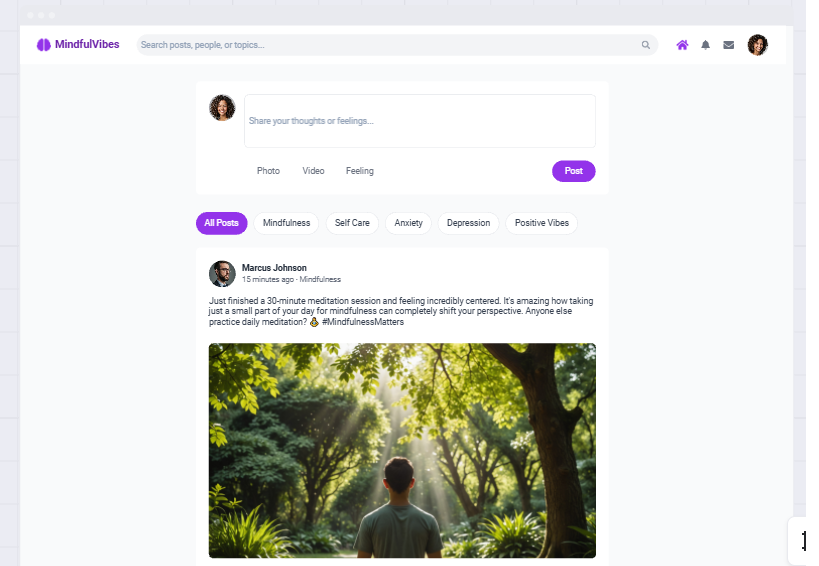 MindfulVibes
Search posts, people, or topics...
Share your thoughts or feelings...
Photo Video Feeling Post
All Posts Mindfulness Self Care Anxiety Depression Positive Vibes
Marcus Johnson
15 minutes ago · Mindfulness
Just finished a 30-minute meditation session and feeling incredibly centered. It's amazing how taking
just a small part of your day for mindfulness can completely shift your perspective. Anyone else
practice daily meditation? #MindfulnessMatters